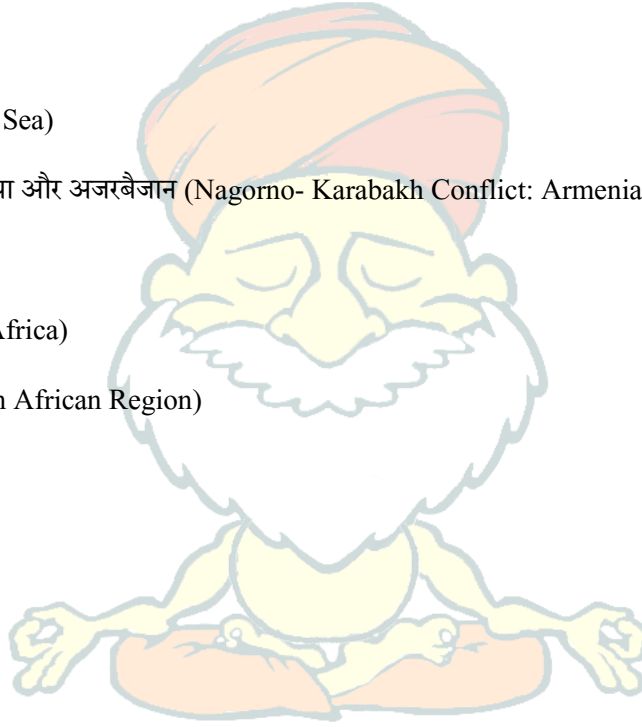 Sea)
और अजरबैजान (Nagorno- Karabakh Conflict: Armenia
Africa)
African Region)